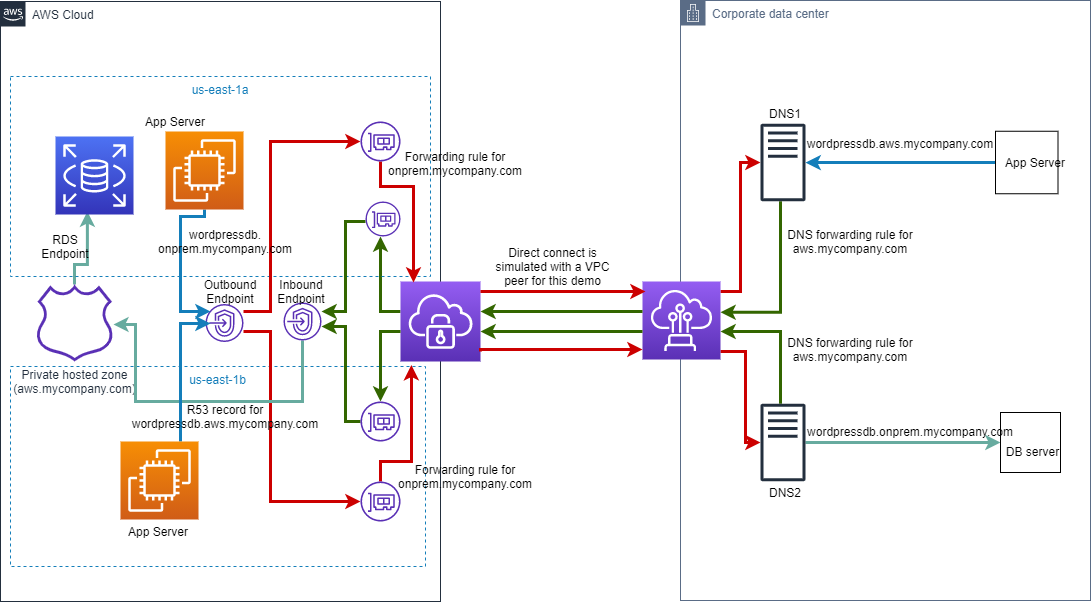 aws
AWS Cloud
Corporate data center
us-east-1a
App Server
DNS1
Forwarding rule for
onprem.mycompany.com
wordpressdb.aws.mycompany.com
App Server
RDS
Endpoint
wordpressdb.
onprem.mycompany.com
DNS forwarding rule for
aws.mycompany.com
Direct connect is
simulated with a VPC
peer for this demo
Outbound
Endpoint
Inbound
Endpoint
DNS forwarding rule for
aws.mycompany.com
Private hosted zone
(aws.mycompany.com)
us-east-1b
R53 record for
wordpressdb.aws.mycompany.com
wordpressdb.onprem.mycompany.com
DB server
Forwarding rule for
onprem.mycompany.com
DNS2
App Server